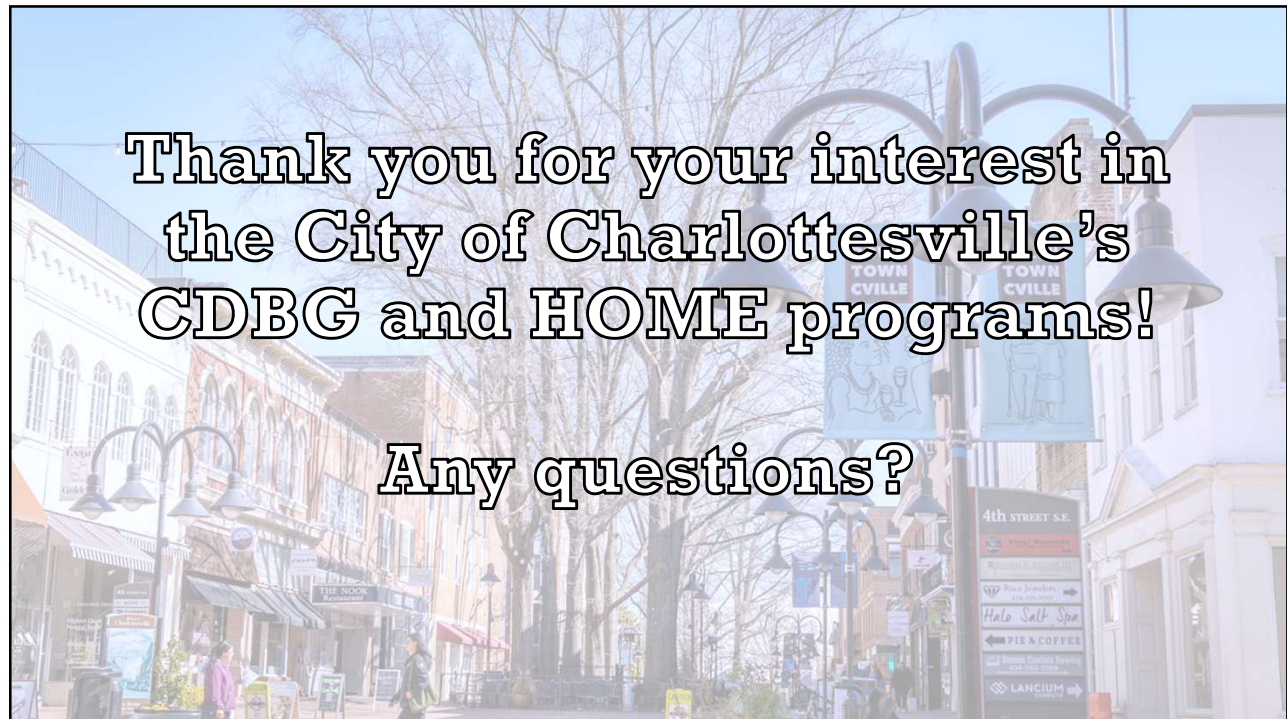 Thank you for your interest in
the City of Charlottesville’s
CDBG and HOME programs!
Any questions?
TOWN
CVILLE
TOWN
CVILLE
4th STREET S.E.
THE NOOK
Restaurant
Halo Salt Spa
PIE & COFFEE
LANCIUM